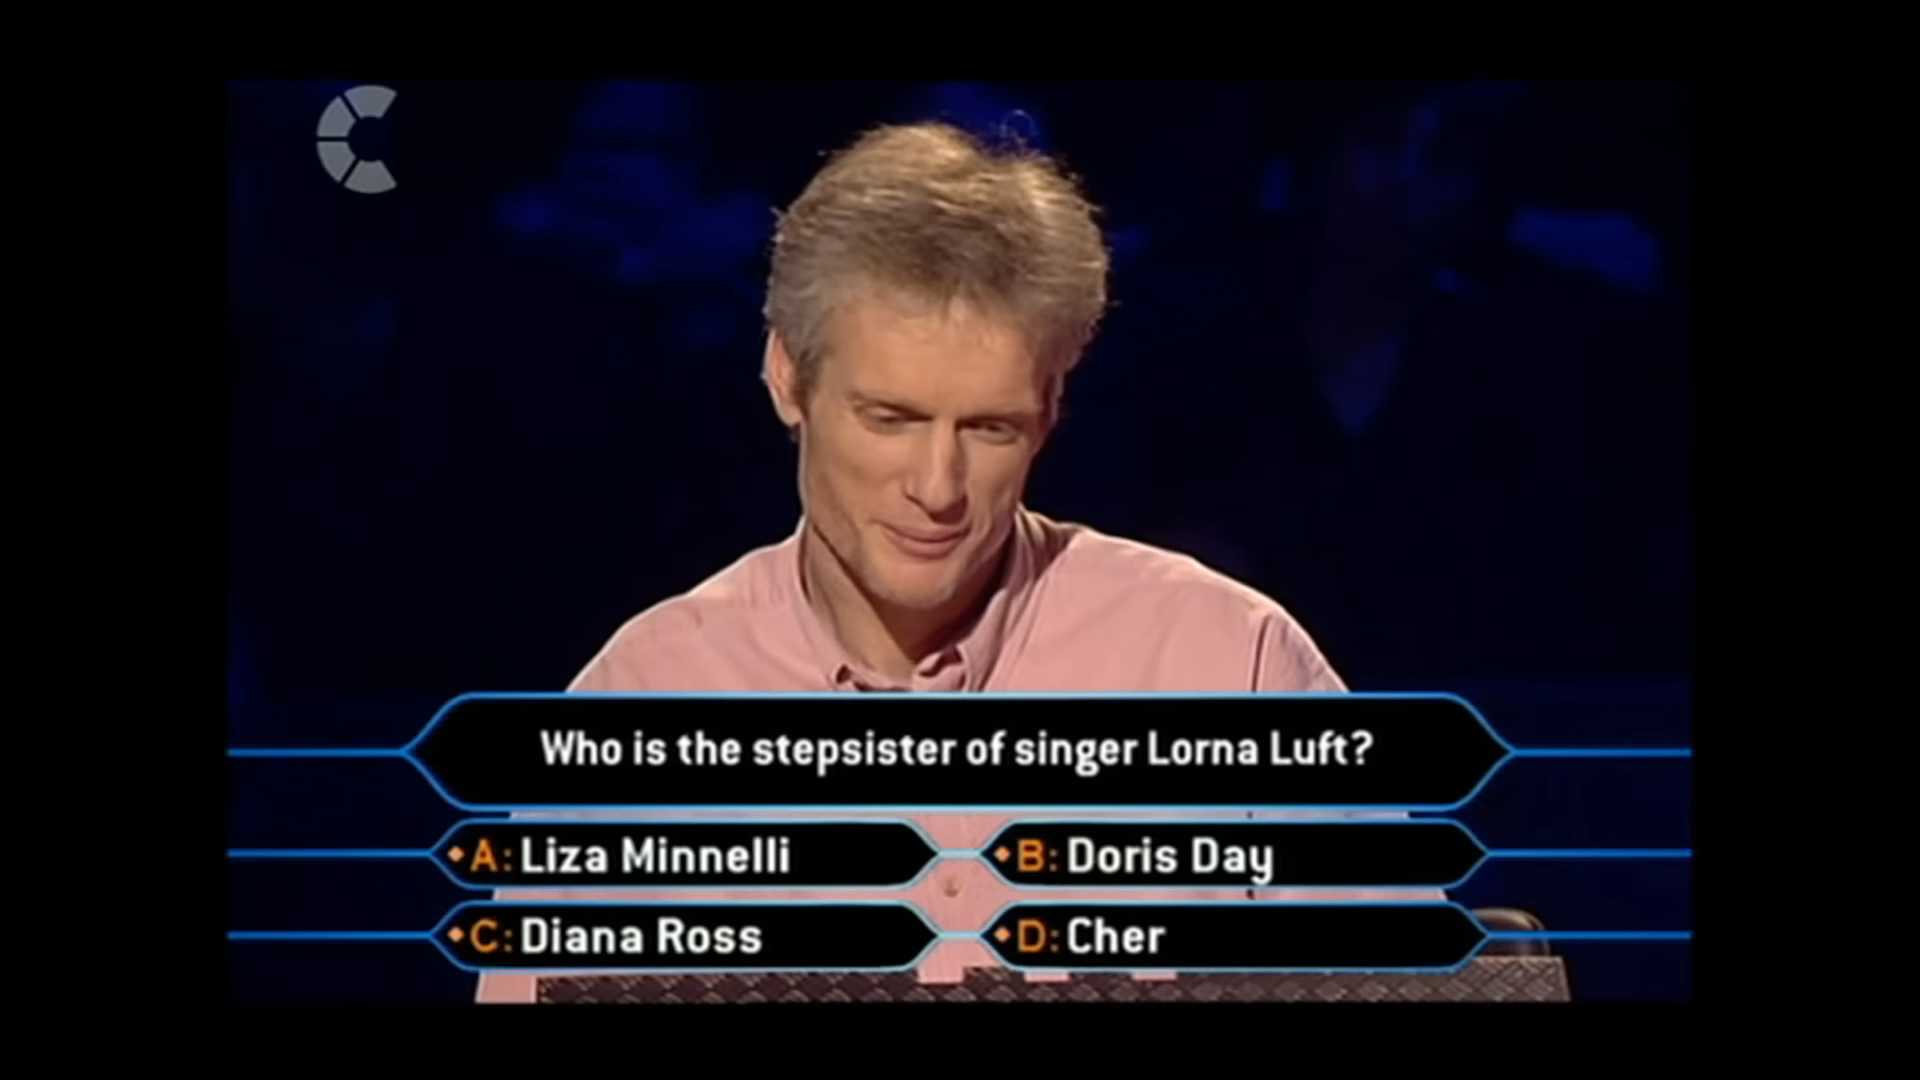 Who is the stepsister of singer Lorna Luft?
A: Liza Minnelli
B: Doris Day
C: Diana Ross
D: Cher